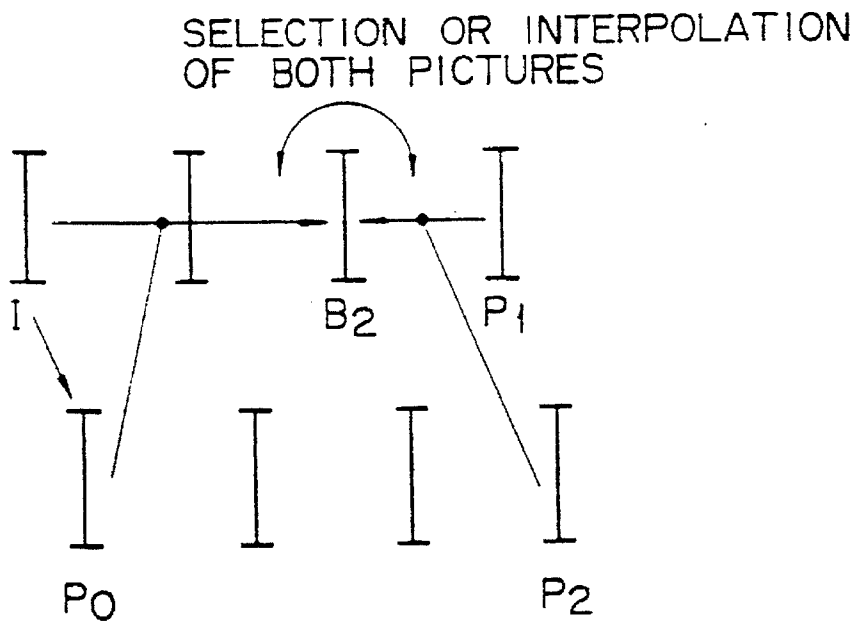 SELECTION OR INTERPOLATION
OF BOTH PICTURES
I B2 P1
P0 P2